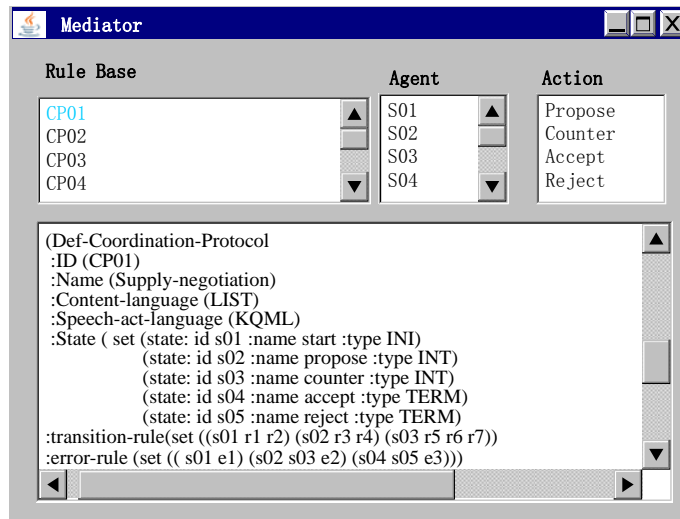 Mediator
Rule Base
Agent
Action
CP01
CP02
CP03
CP04
S01
S02
S03
S04
Propose
Counter
Accept
Reject
(Def-Coordination-Protocol
:ID (CP01)
:Name (Supply-negotiation)
:Content-language (LIST)
:Speech-act-language (KQML)
:State ( set (state: id s01 :name start :type INI)
(state: id s02 :name propose :type INT)
(state: id s03 :name counter :type INT)
(state: id s04 :name accept :type TERM)
(state: id s05 :name reject :type TERM)
:transition-rule(set ((s01 r1 r2) (s02 r3 r4) (s03 r5 r6 r7))
:error-rule (set (( s01 e1) (s02 s03 e2) (s04 s05 e3)))